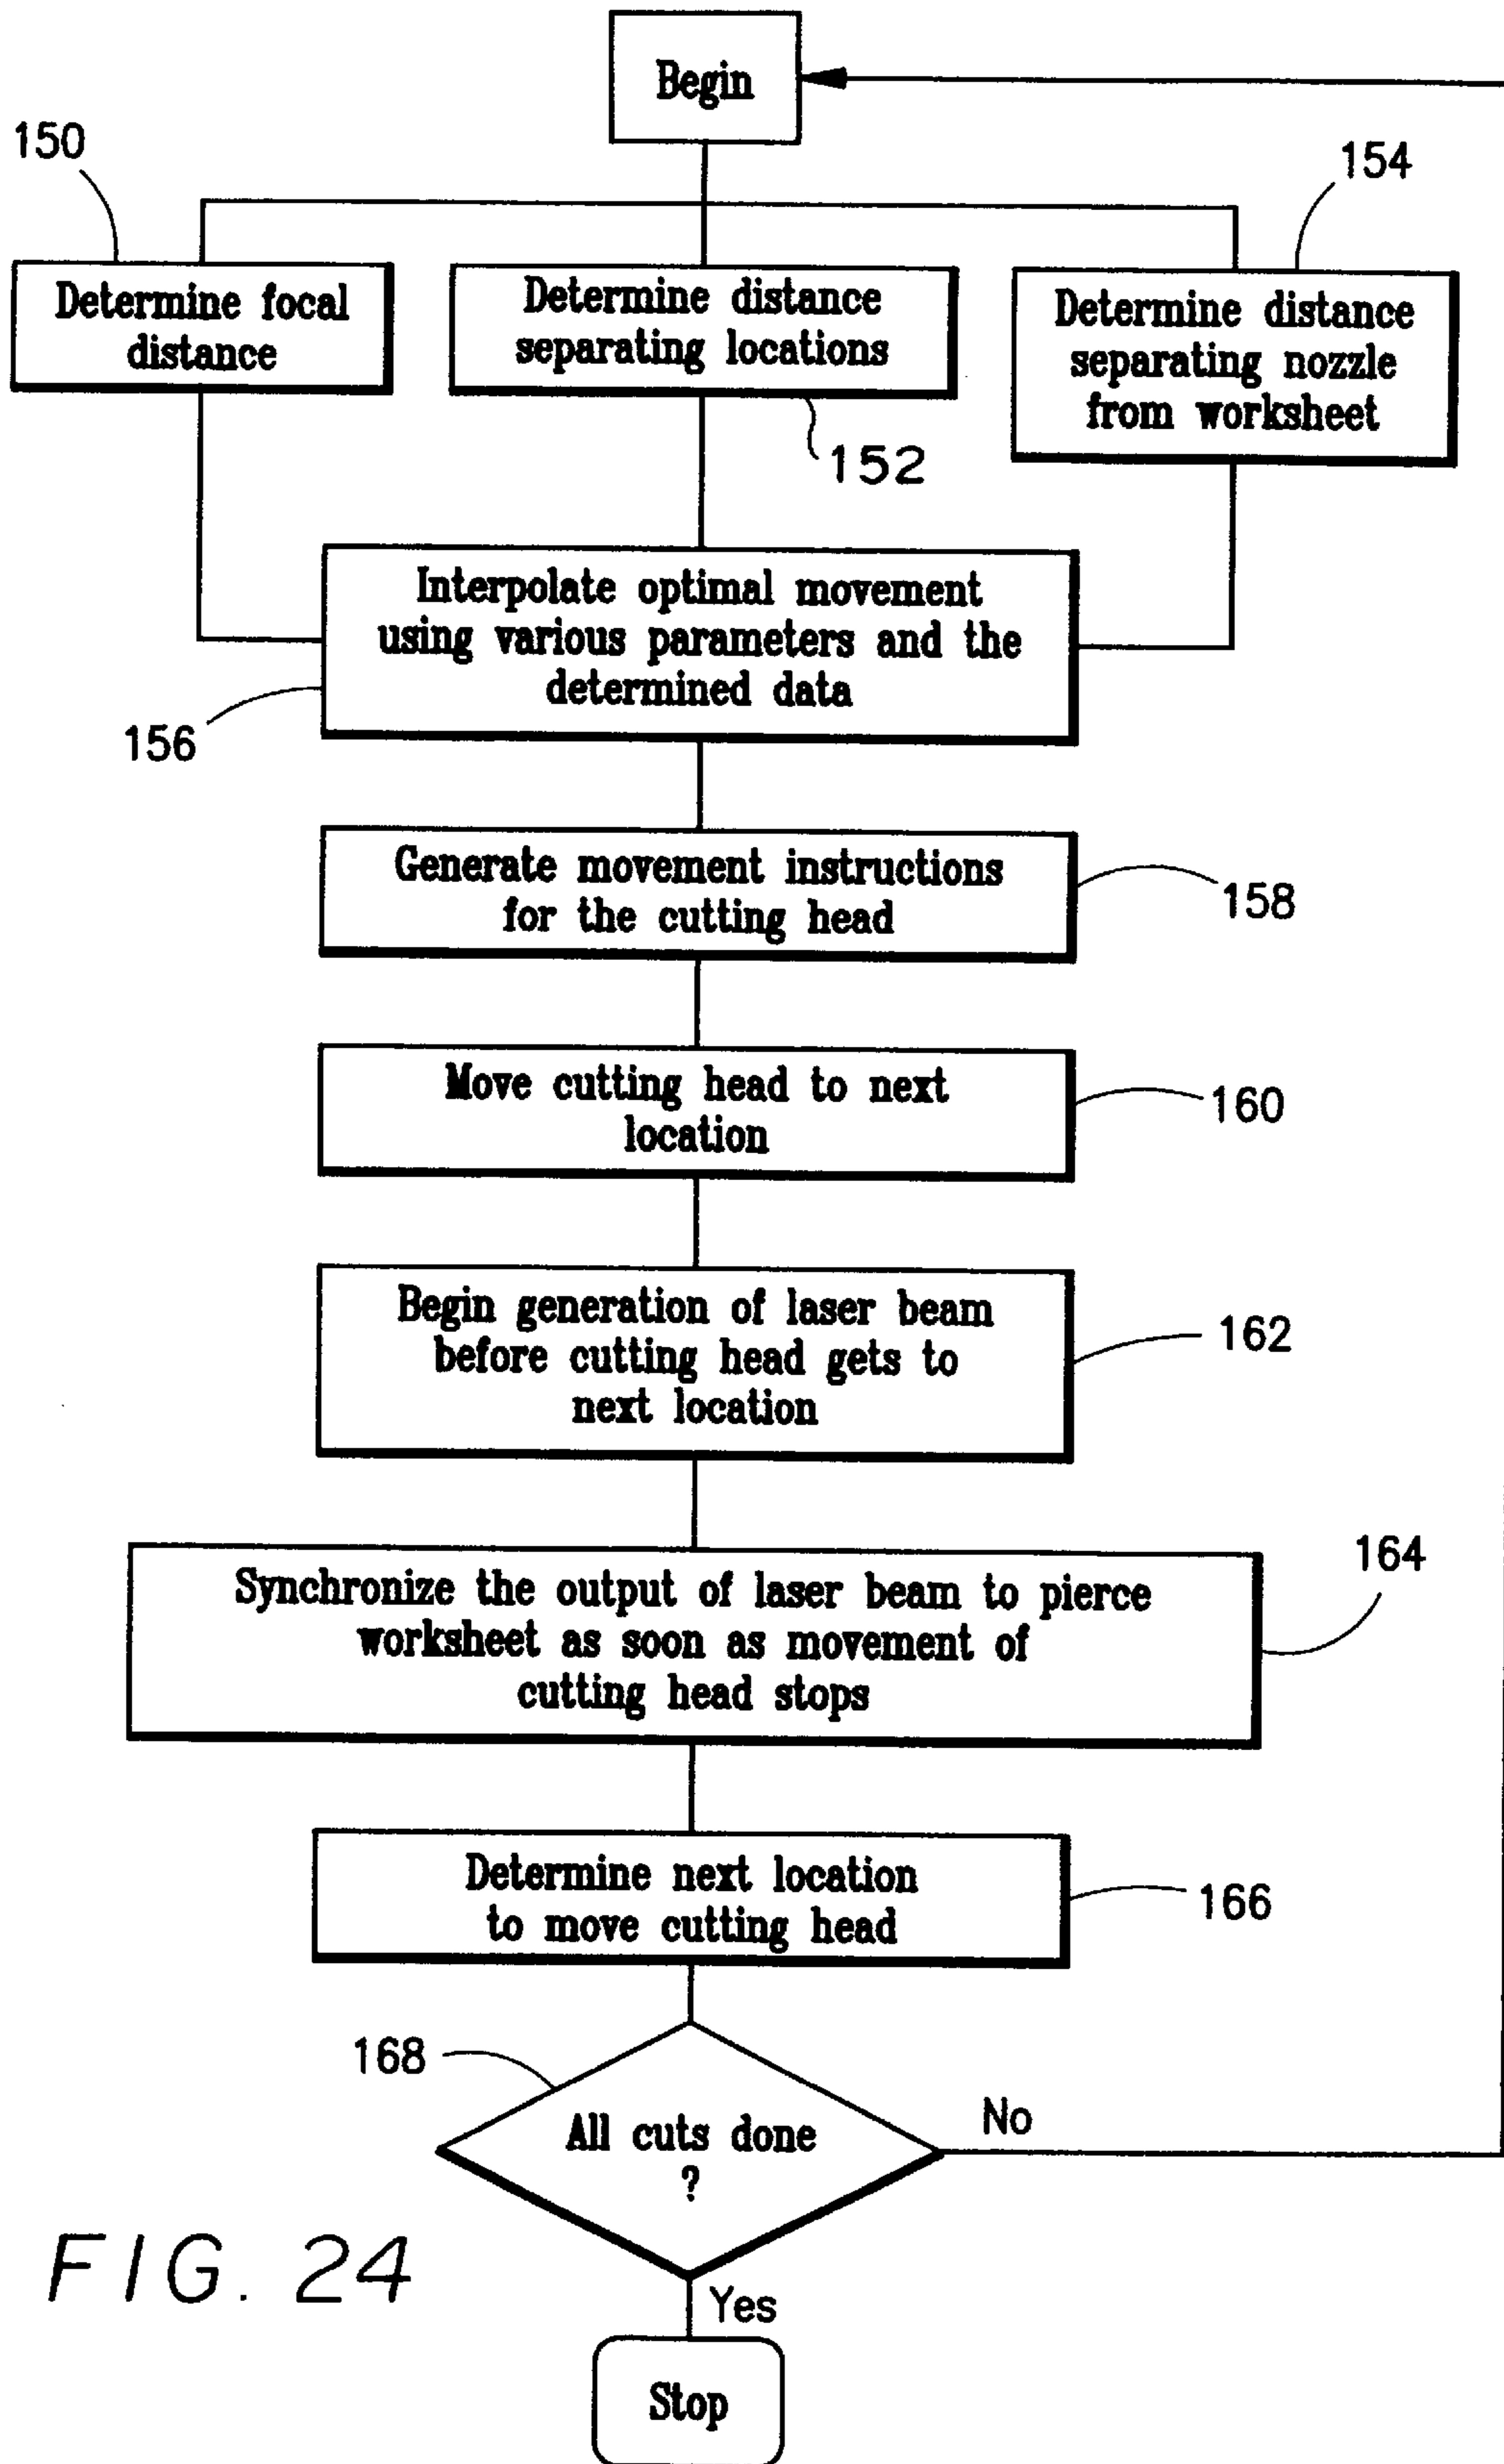 Begin
150
154
Determine focal
distance
Determine distance
separating locations
Determine distance
separating nozzle
from worksheet
152
Interpolate optimal movement
using various parameters and the
determined data
156
Generate movement instructions
for the cutting head
158
Move cutting head to next
location
160
Begin generation of laser beam
before cutting head gets to
next location
162
Synchronize the output of laser beam to pierce
worksheet as soon as movement of
cutting head stops
164
Determine next location
to move cutting head
166
168
All cuts done
?
No
Yes
Stop
FIG. 24